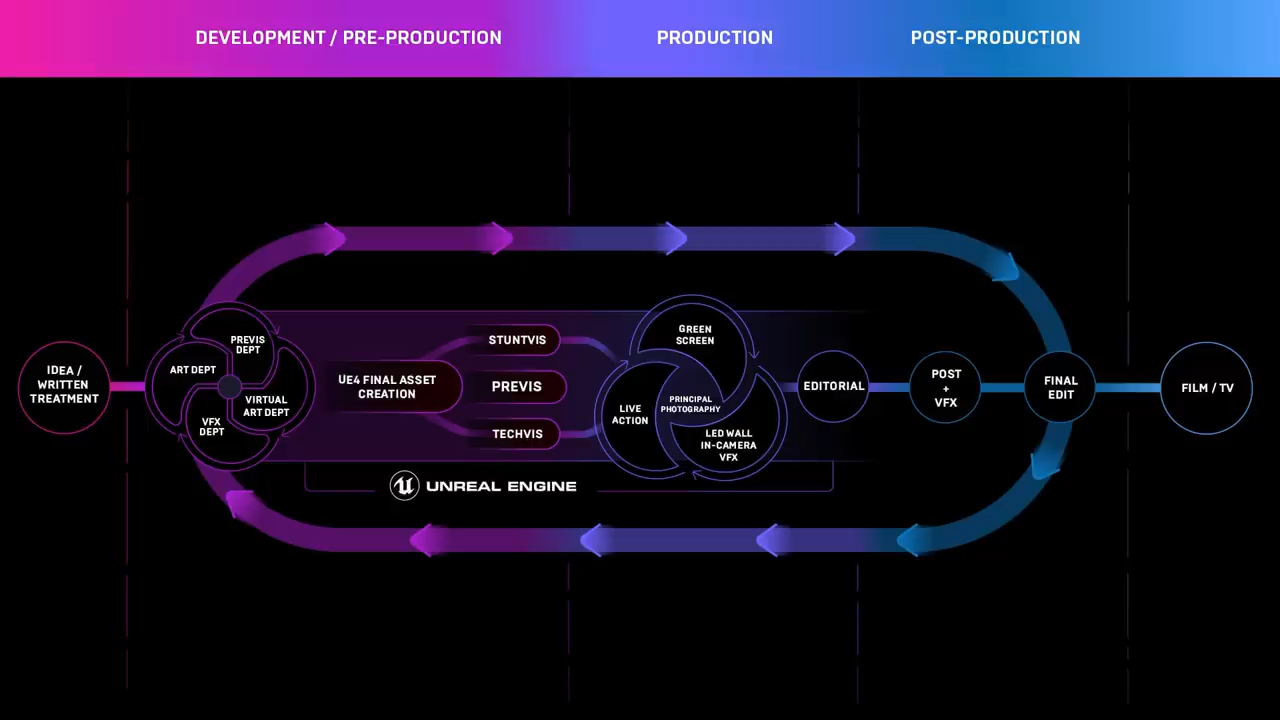 DEVELOPMENT / PRE-PRODUCTION
PRODUCTION
POST-PRODUCTION
IDEA /
WRITTEN
TREATMENT
PREVIS
DEPT
ART DEPT
VIRTUAL
ART DEPT
VFX
DEPT
UE4 FINAL ASSET
CREATION
STUNTVIS
PREVIS
TECHVIS
GREEN
SCREEN
LIVE
ACTION
PRINCIPAL
PHOTOGRAPHY
LED WALL
IN-CAMERA
VFX
EDITORIAL
POST
+
VFX
FINAL
EDIT
FILM / TV
UNREAL ENGINE